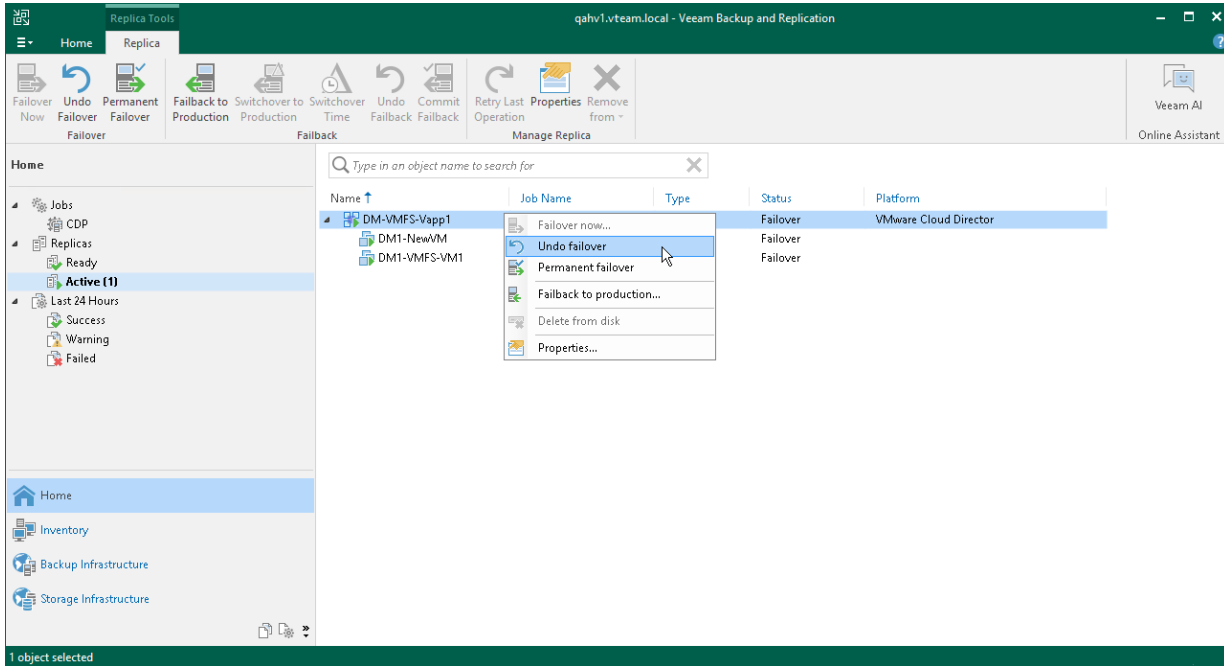 Replica Tools
qahv1.vteam.local - Veeam Backup and Replication
Home Replica
Failover Now
Undo Failover
Permanent Failover
Failover
Failback to Production
Switchover to Production
Switchover Time
Undo Failback
Commit Failback
Failback
Retry Last Operation
Properties
Remove from
Manage Replica
Veeam AI
Online Assistant
Home
Jobs
CDP
Replicas
Ready
Active (1)
Last 24 Hours
Success
Warning
Failed
Home
Inventory
Backup Infrastructure
Storage Infrastructure
Type in an object name to search for
Name Job Name Type Status Platform
DM-VMFS-Vapp1 Failover VMware Cloud Director
DM1-NewVM Failover
DM1-VMFS-VM1 Failover
Failover now...
Undo failover
Permanent failover
Failback to production...
Delete from disk
Properties...
1 object selected